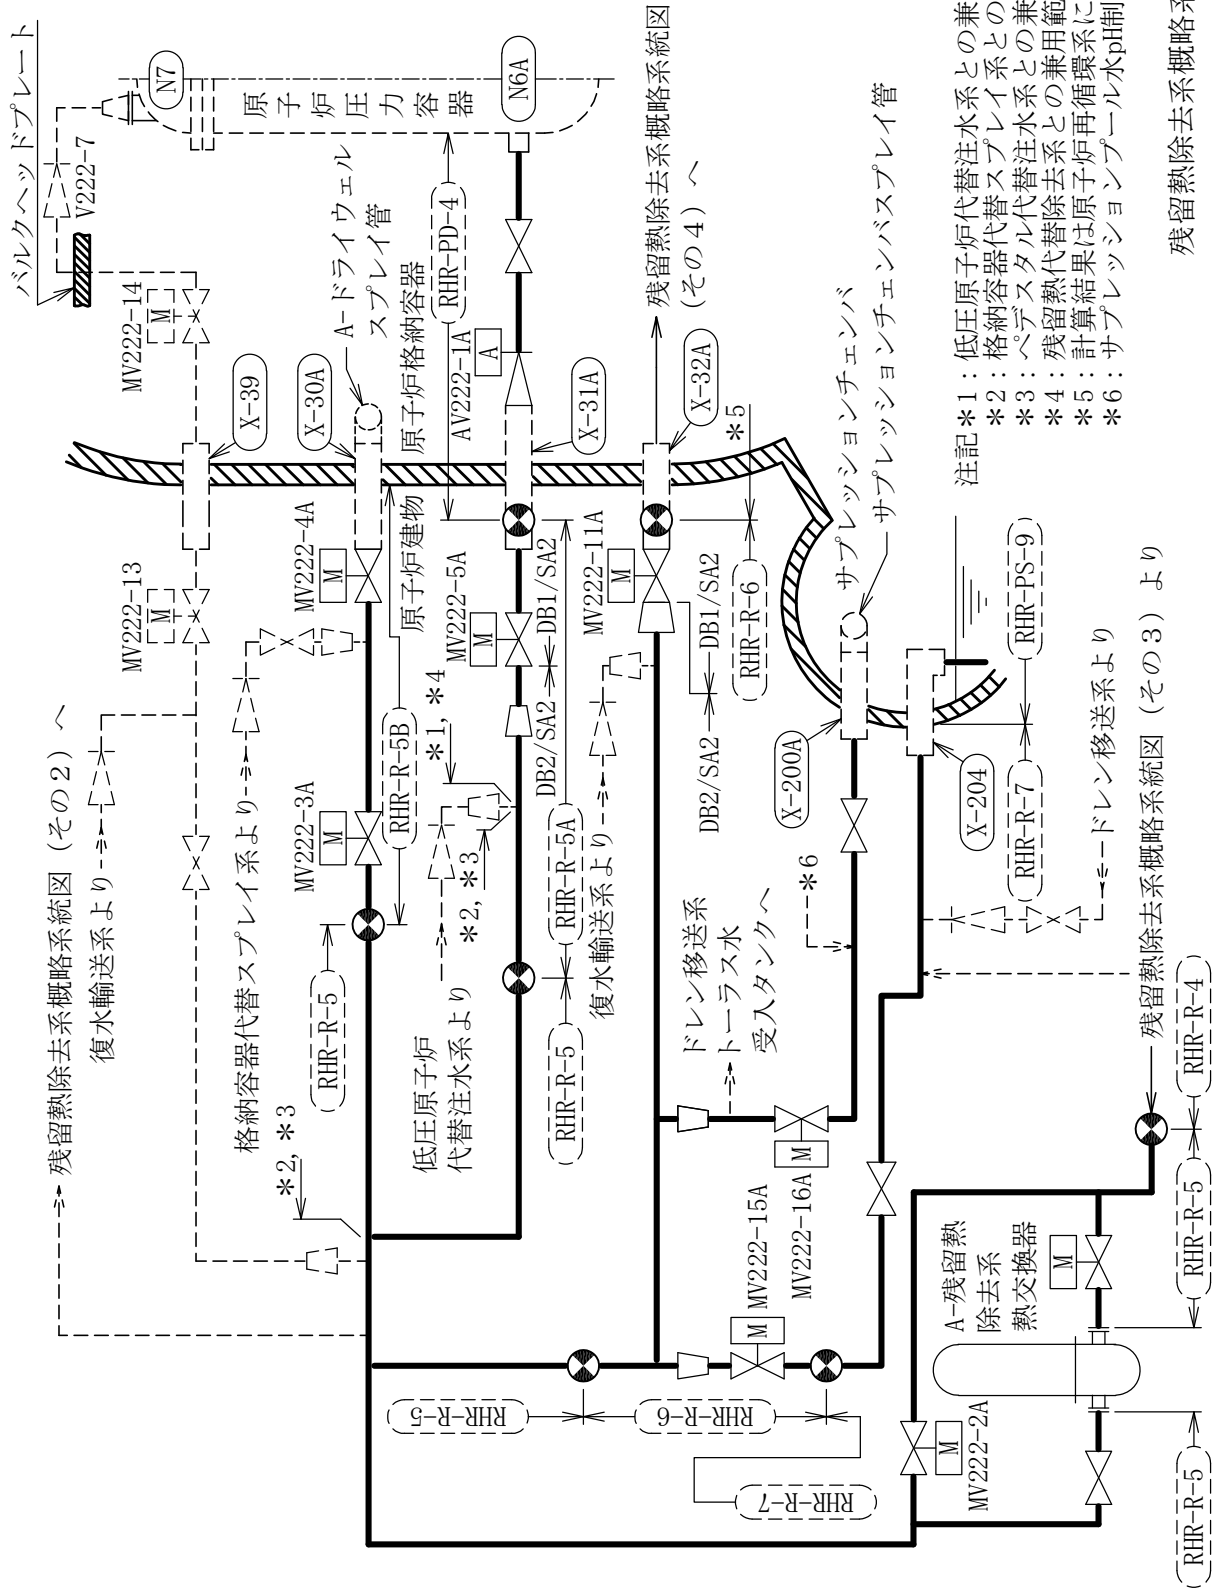 バルクヘッドプレート
V222-7
N7
原子炉圧力容器
N6A
MV222-14
M
X-39
MV222-13
M
残留熱除去系概略系統図(その2)へ
復水輸送系より
A-ドライウェル
スプレイ管
X-30A
MV222-4A
M
格納容器代替スプレイ系より
MV222-3A
M
RHR-R-5
RHR-R-5B
原子炉格納容器
原子炉建物
RHR-PD-4
AV222-1A
A
X-31A
MV222-5A
M
DB2/SA2
DB1/SA2
*1, *4
*2, *3
低圧原子炉
代替注水系より
*2, *3
RHR-R-5A
RHR-R-5
残留熱除去系概略系統図
(その4)へ
X-32A
MV222-11A
M
*5
RHR-R-6
復水輸送系より
DB2/SA2
DB1/SA2
ドレン移送系
トーラス水
受入タンクへ
サプレッションチェンバ
サプレッションチェンバスプレイ管
X-200A
*6
MV222-16A
M
MV222-15A
M
RHR-R-5
RHR-R-6
RHR-R-7
X-204
RHR-R-7
RHR-PS-9
ドレン移送系より
残留熱除去系概略系統図(その3)より
RHR-R-4
RHR-R-5
A-残留熱
除去系
熱交換器
M
MV222-2A
M
RHR-R-5
注記*1:低圧原子炉代替注水系との兼
*2:格納容器代替スプレイ系との
*3:ペデスタル代替注水系との兼
*4:残留熱代替除去系との兼用範
*5:計算結果は原子炉再循環系に
*6:サプレッションプール水pH制
残留熱除去系概略系